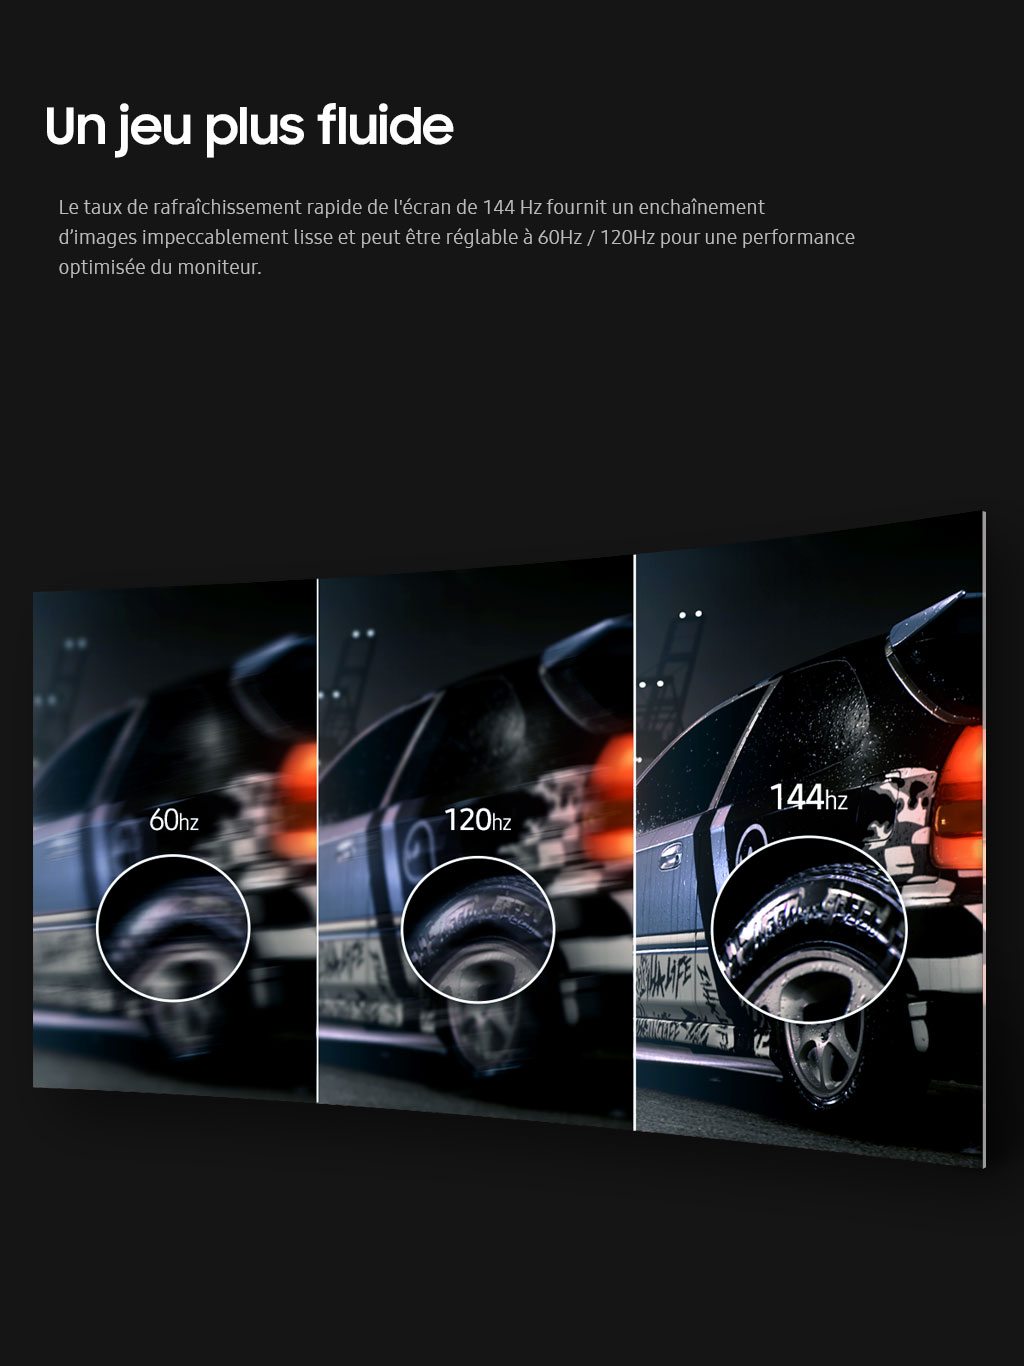 Un jeu plus fluide
Le taux de rafraîchissement rapide de l'écran de 144 Hz fournit un enchaînement
d’images impeccablement lisse et peut être réglable à 60Hz / 120Hz pour une performance
optimisée du moniteur.
60hz
120hz
144hz